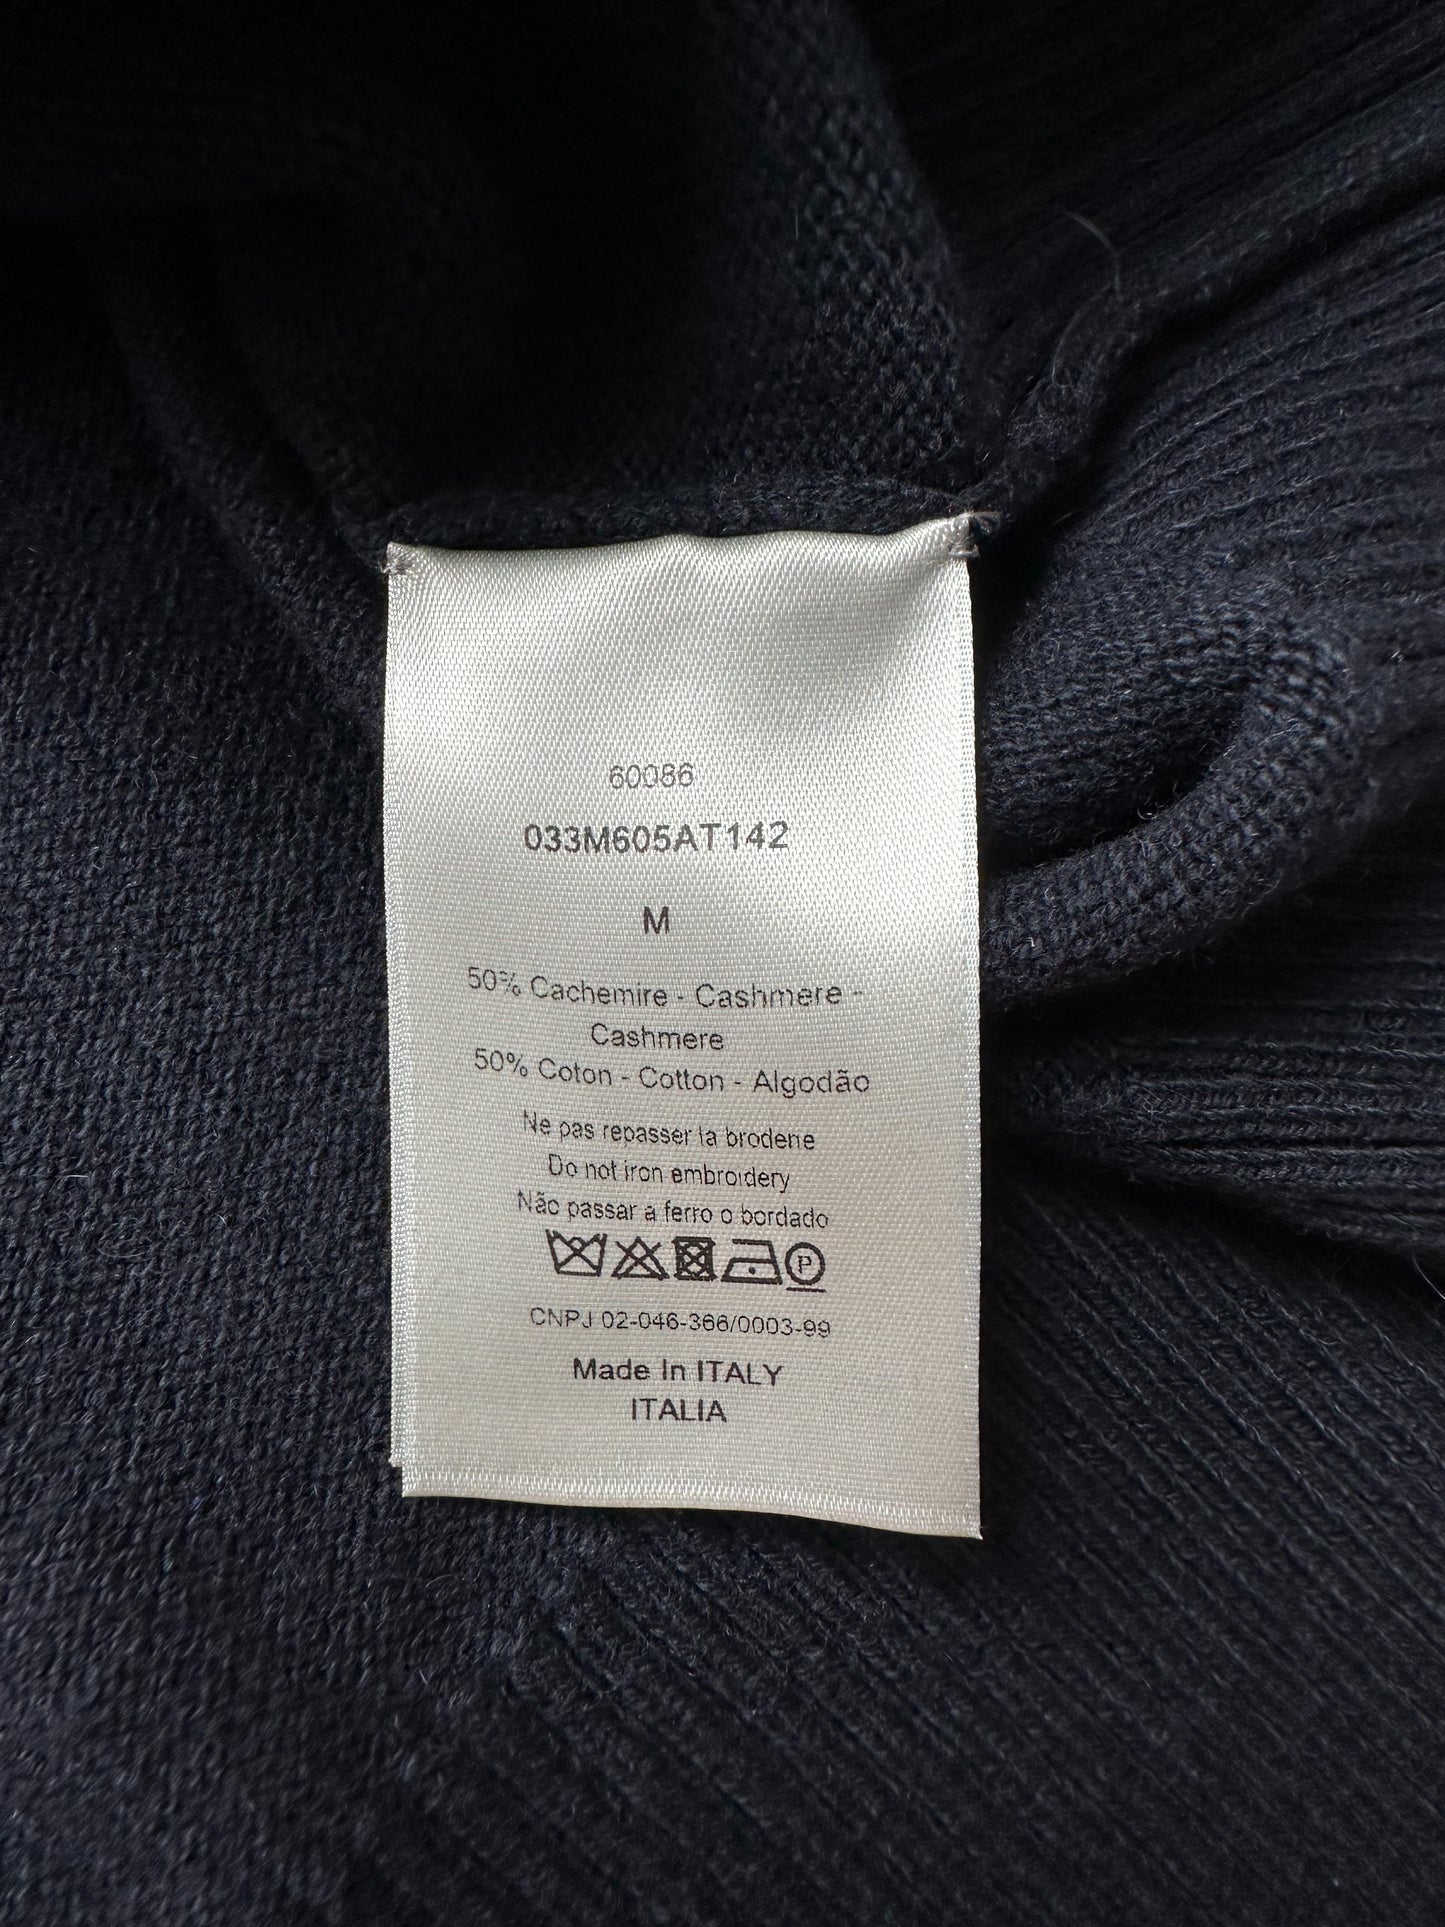 60086
033M605AT142
M
50% Cachemire - Cashmere -
Cashmere
50% Coton - Cotton - Algodão
Ne pas repasser la broderie
Do not iron embroidery
Não passar a ferro o bordado
P
CNPJ 02-046-366/0003-99
Made In ITALY
ITALIA